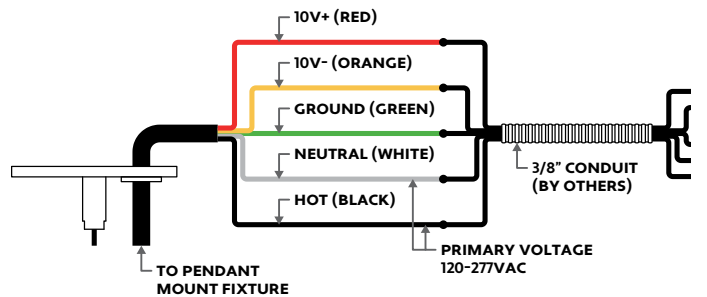 10V+ (RED)
10V- (ORANGE)
GROUND (GREEN)
NEUTRAL (WHITE)
HOT (BLACK)
3/8” CONDUIT
(BY OTHERS)
PRIMARY VOLTAGE
120-277VAC
TO PENDANT
MOUNT FIXTURE